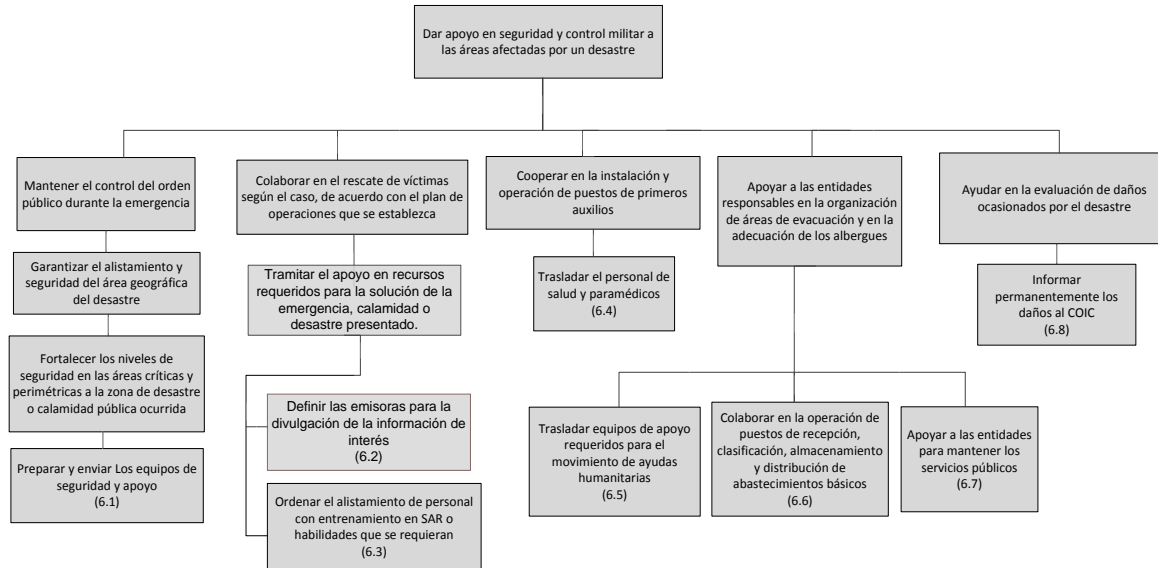 Dar apoyo en seguridad y control militar a
las áreas afectadas por un desastre
Mantener el control del orden
público durante la emergencia
Colaborar en el rescate de víctimas
según el caso, de acuerdo con el plan de
operaciones que se establezca
Cooperar en la instalación y
operación de puestos de primeros
auxilios
Apoyar a las entidades
responsables en la organización
de áreas de evacuación y en la
adecuación de los albergues
Ayudar en la evaluación de daños
ocasionados por el desastre
Garantizar el alistamiento y
seguridad del área geográfica
del desastre
Tramitar el apoyo en recursos
requeridos para la solución de la
emergencia, calamidad o
desastre presentado.
Trasladar el personal de
salud y paramédicos
(6.4)
Informar
permanentemente los
daños al COIC
(6.8)
Fortalecer los niveles de
seguridad en las áreas críticas y
perimétricas a la zona de desastre
o calamidad pública ocurrida
Definir las emisoras para la
divulgación de la información de
interés
(6.2)
Trasladar equipos de apoyo
requeridos para el
movimiento de ayudas
humanitarias
(6.5)
Colaborar en la operación de
puestos de recepción,
clasificación, almacenamiento
y distribución de
abastecimientos básicos
(6.6)
Apoyar a las entidades
para mantener los
servicios públicos
(6.7)
Preparar y enviar Los equipos de
seguridad y apoyo
(6.1)
Ordenar el alistamiento de personal
con entrenamiento en SAR o
habilidades que se requieran
(6.3)